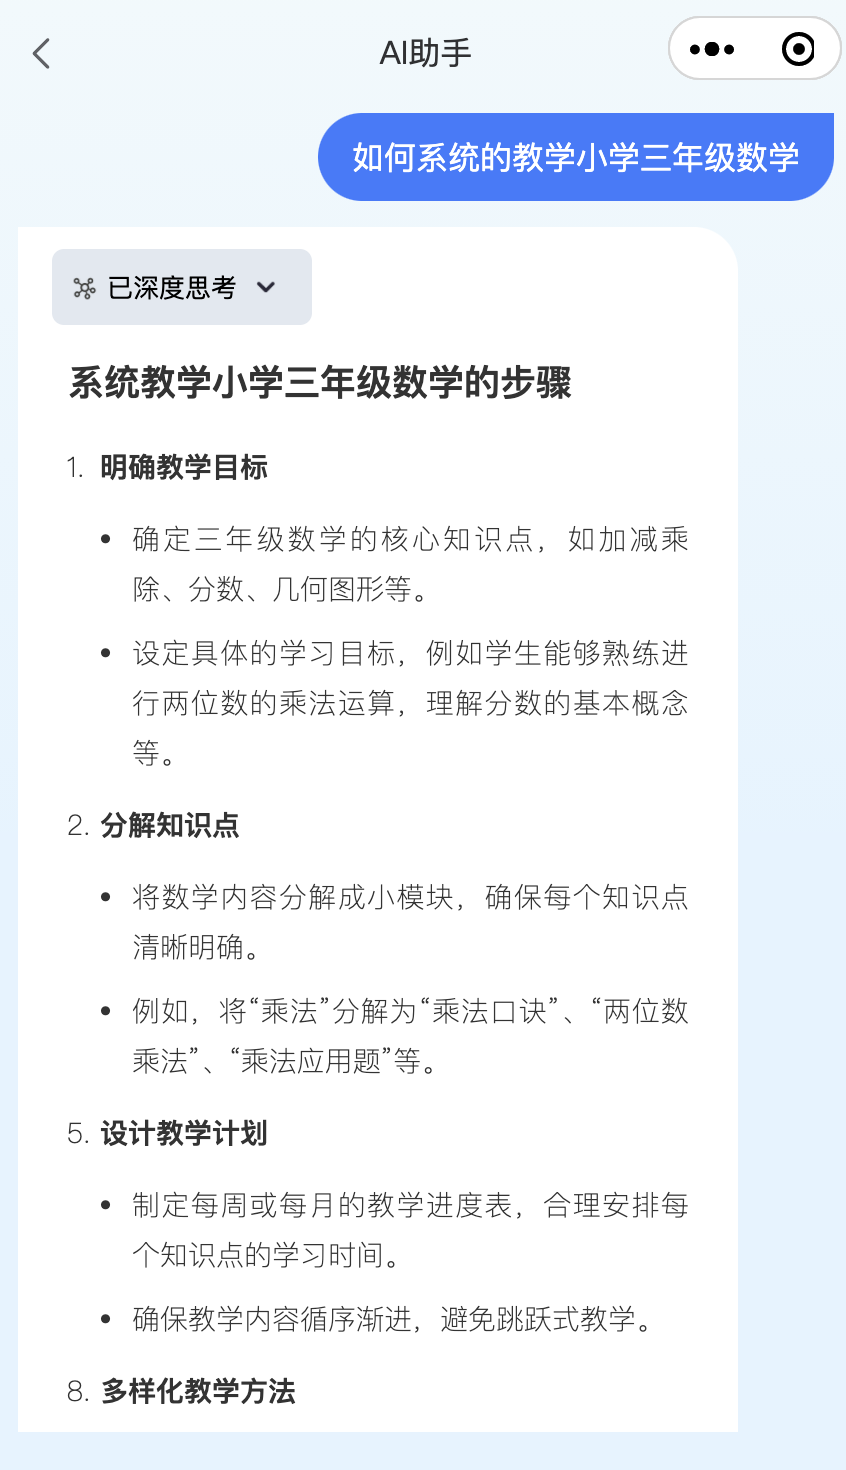 AI助手
如何系统的教学小学三年级数学
已深度思考
系统教学小学三年级数学的步骤
1. 明确教学目标
• 确定三年级数学的核心知识点，如加减乘
除、分数、几何图形等。
• 设定具体的学习目标，例如学生能够熟练进
行两位数的乘法运算，理解分数的基本概念
等。
2. 分解知识点
• 将数学内容分解成小模块，确保每个知识点
清晰明确。
• 例如，将“乘法”分解为“乘法口诀”、“两位数
乘法”、“乘法应用题”等。
5. 设计教学计划
• 制定每周或每月的教学进度表，合理安排每
个知识点的学习时间。
• 确保教学内容循序渐进，避免跳跃式教学。
8. 多样化教学方法